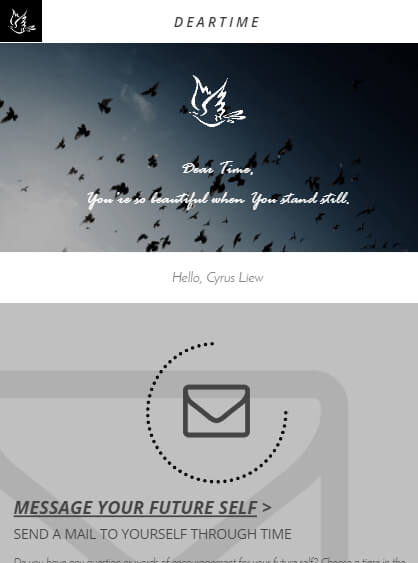 DEARTIME
Dear Time,
You're so beautiful when You stand still.
Hello, Cyrus Liew
MESSAGE YOUR FUTURE SELF >
SEND A MAIL TO YOURSELF THROUGH TIME
Do you have any question or words of encouragement for your future self? Choose a time in the